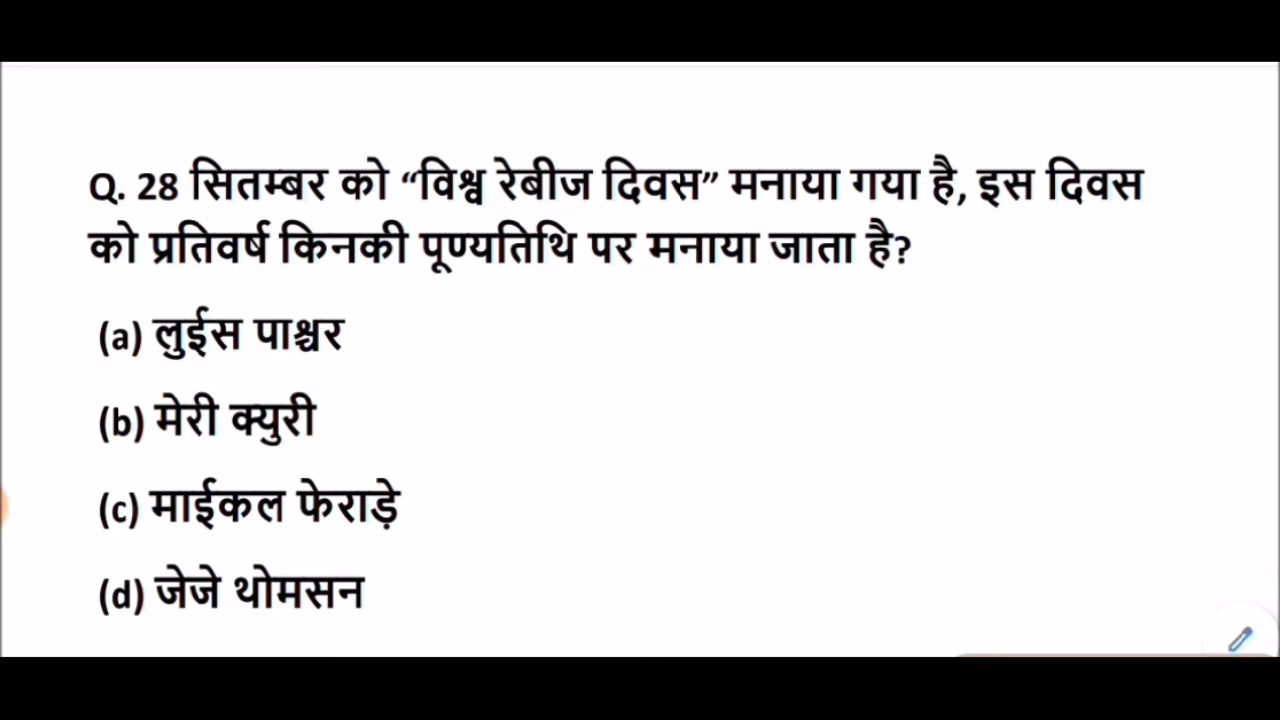 Q. 28 सितम्बर को “विश्व रेबीज दिवस” मनाया गया है, इस दिवस
को प्रतिवर्ष किनकी पूण्यतिथि पर मनाया जाता है?
(a) लुईस पाश्चर
(b) मेरी क्युरी
(c) माईकल फेराड़े
(d) जेजे थोमसन